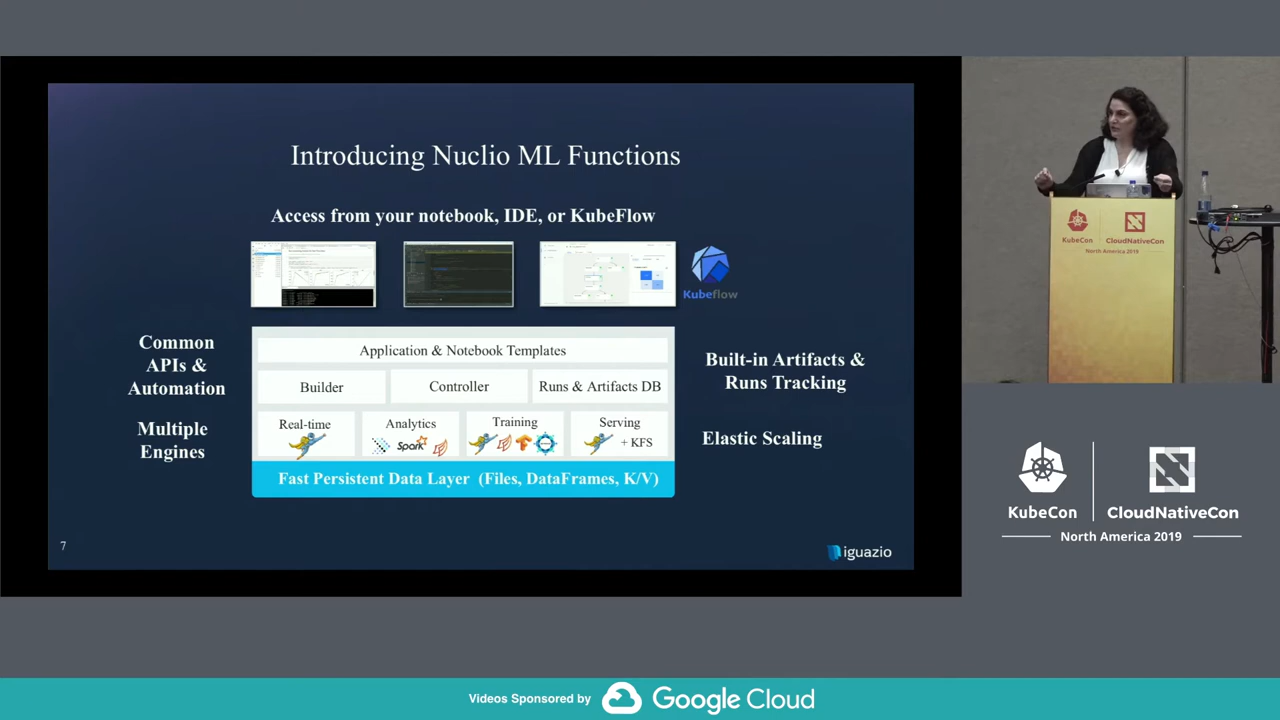 Introducing Nuclio ML Functions
Access from your notebook, IDE, or KubeFlow
Kubeflow
Common
APIs &
Automation
Multiple
Engines
Application & Notebook Templates
Builder
Controller
Runs & Artifacts DB
Real-time
Analytics
Spark
Training
Serving
+ KFS
Fast Persistent Data Layer (Files, DataFrames, K/V)
Built-in Artifacts &
Runs Tracking
Elastic Scaling
7
iguazio
KubeCon
CloudNativeCon
North America 2019
KubeCon
CloudNativeCon
North America 2019
Videos Sponsored by
Google Cloud